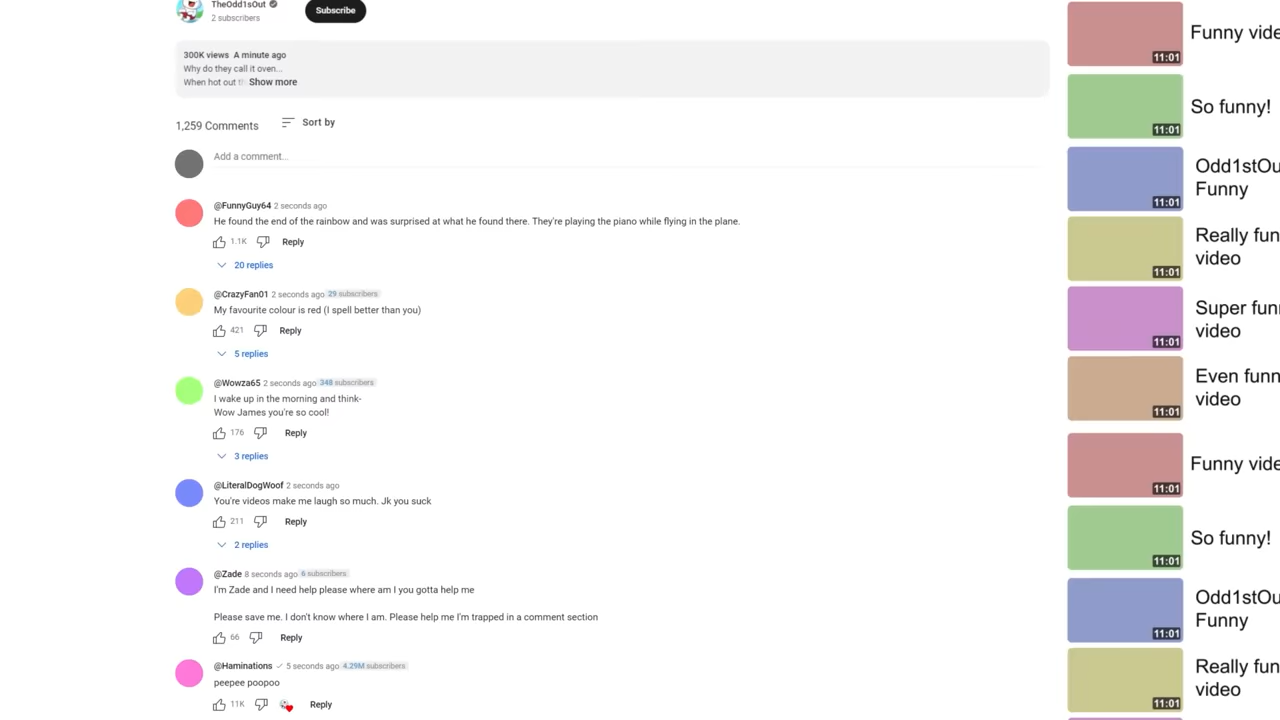 TheOdd1sOut
2 subscribers
Subscribe
300K views A minute ago
Why do they call it oven...
When hot out
Show more
1,259 Comments
Sort by
Add a comment...
@FunnyGuy64 2 seconds ago
He found the end of the rainbow and was surprised at what he found there. They're playing the piano while flying in the plane.
1.1K Reply
20 replies
@CrazyFan01 2 seconds ago 29 subscribers
My favourite colour is red (I spell better than you)
421 Reply
5 replies
@Wowza65 2 seconds ago 348 subscribers
I wake up in the morning and think-
Wow James you're so cool!
176 Reply
3 replies
@LiteralDogWoof 2 seconds ago
You're videos make me laugh so much. Jk you suck
211 Reply
2 replies
@Zade 8 seconds ago 6 subscribers
I'm Zade and I need help please where am I you gotta help me
Please save me. I don't know where I am. Please help me I'm trapped in a comment section
66 Reply
@Haminations 5 seconds ago 4.29M subscribers
peepee poopoo
11K Reply
Funny vide
11:01
So funny!
11:01
Odd1stOu
Funny
11:01
Really fun
video
11:01
Super fun
video
11:01
Even funn
video
11:01
Funny vide
11:01
So funny!
11:01
Odd1stOu
Funny
11:01
Really fun
video
11:01